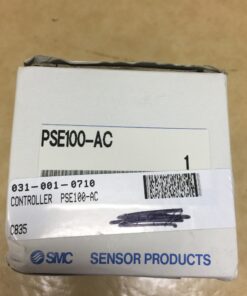 PSE100-AC
1
031-001-0710
CONTROLLER PSE100-AC
C835
SMC SENSOR PRODUCTS